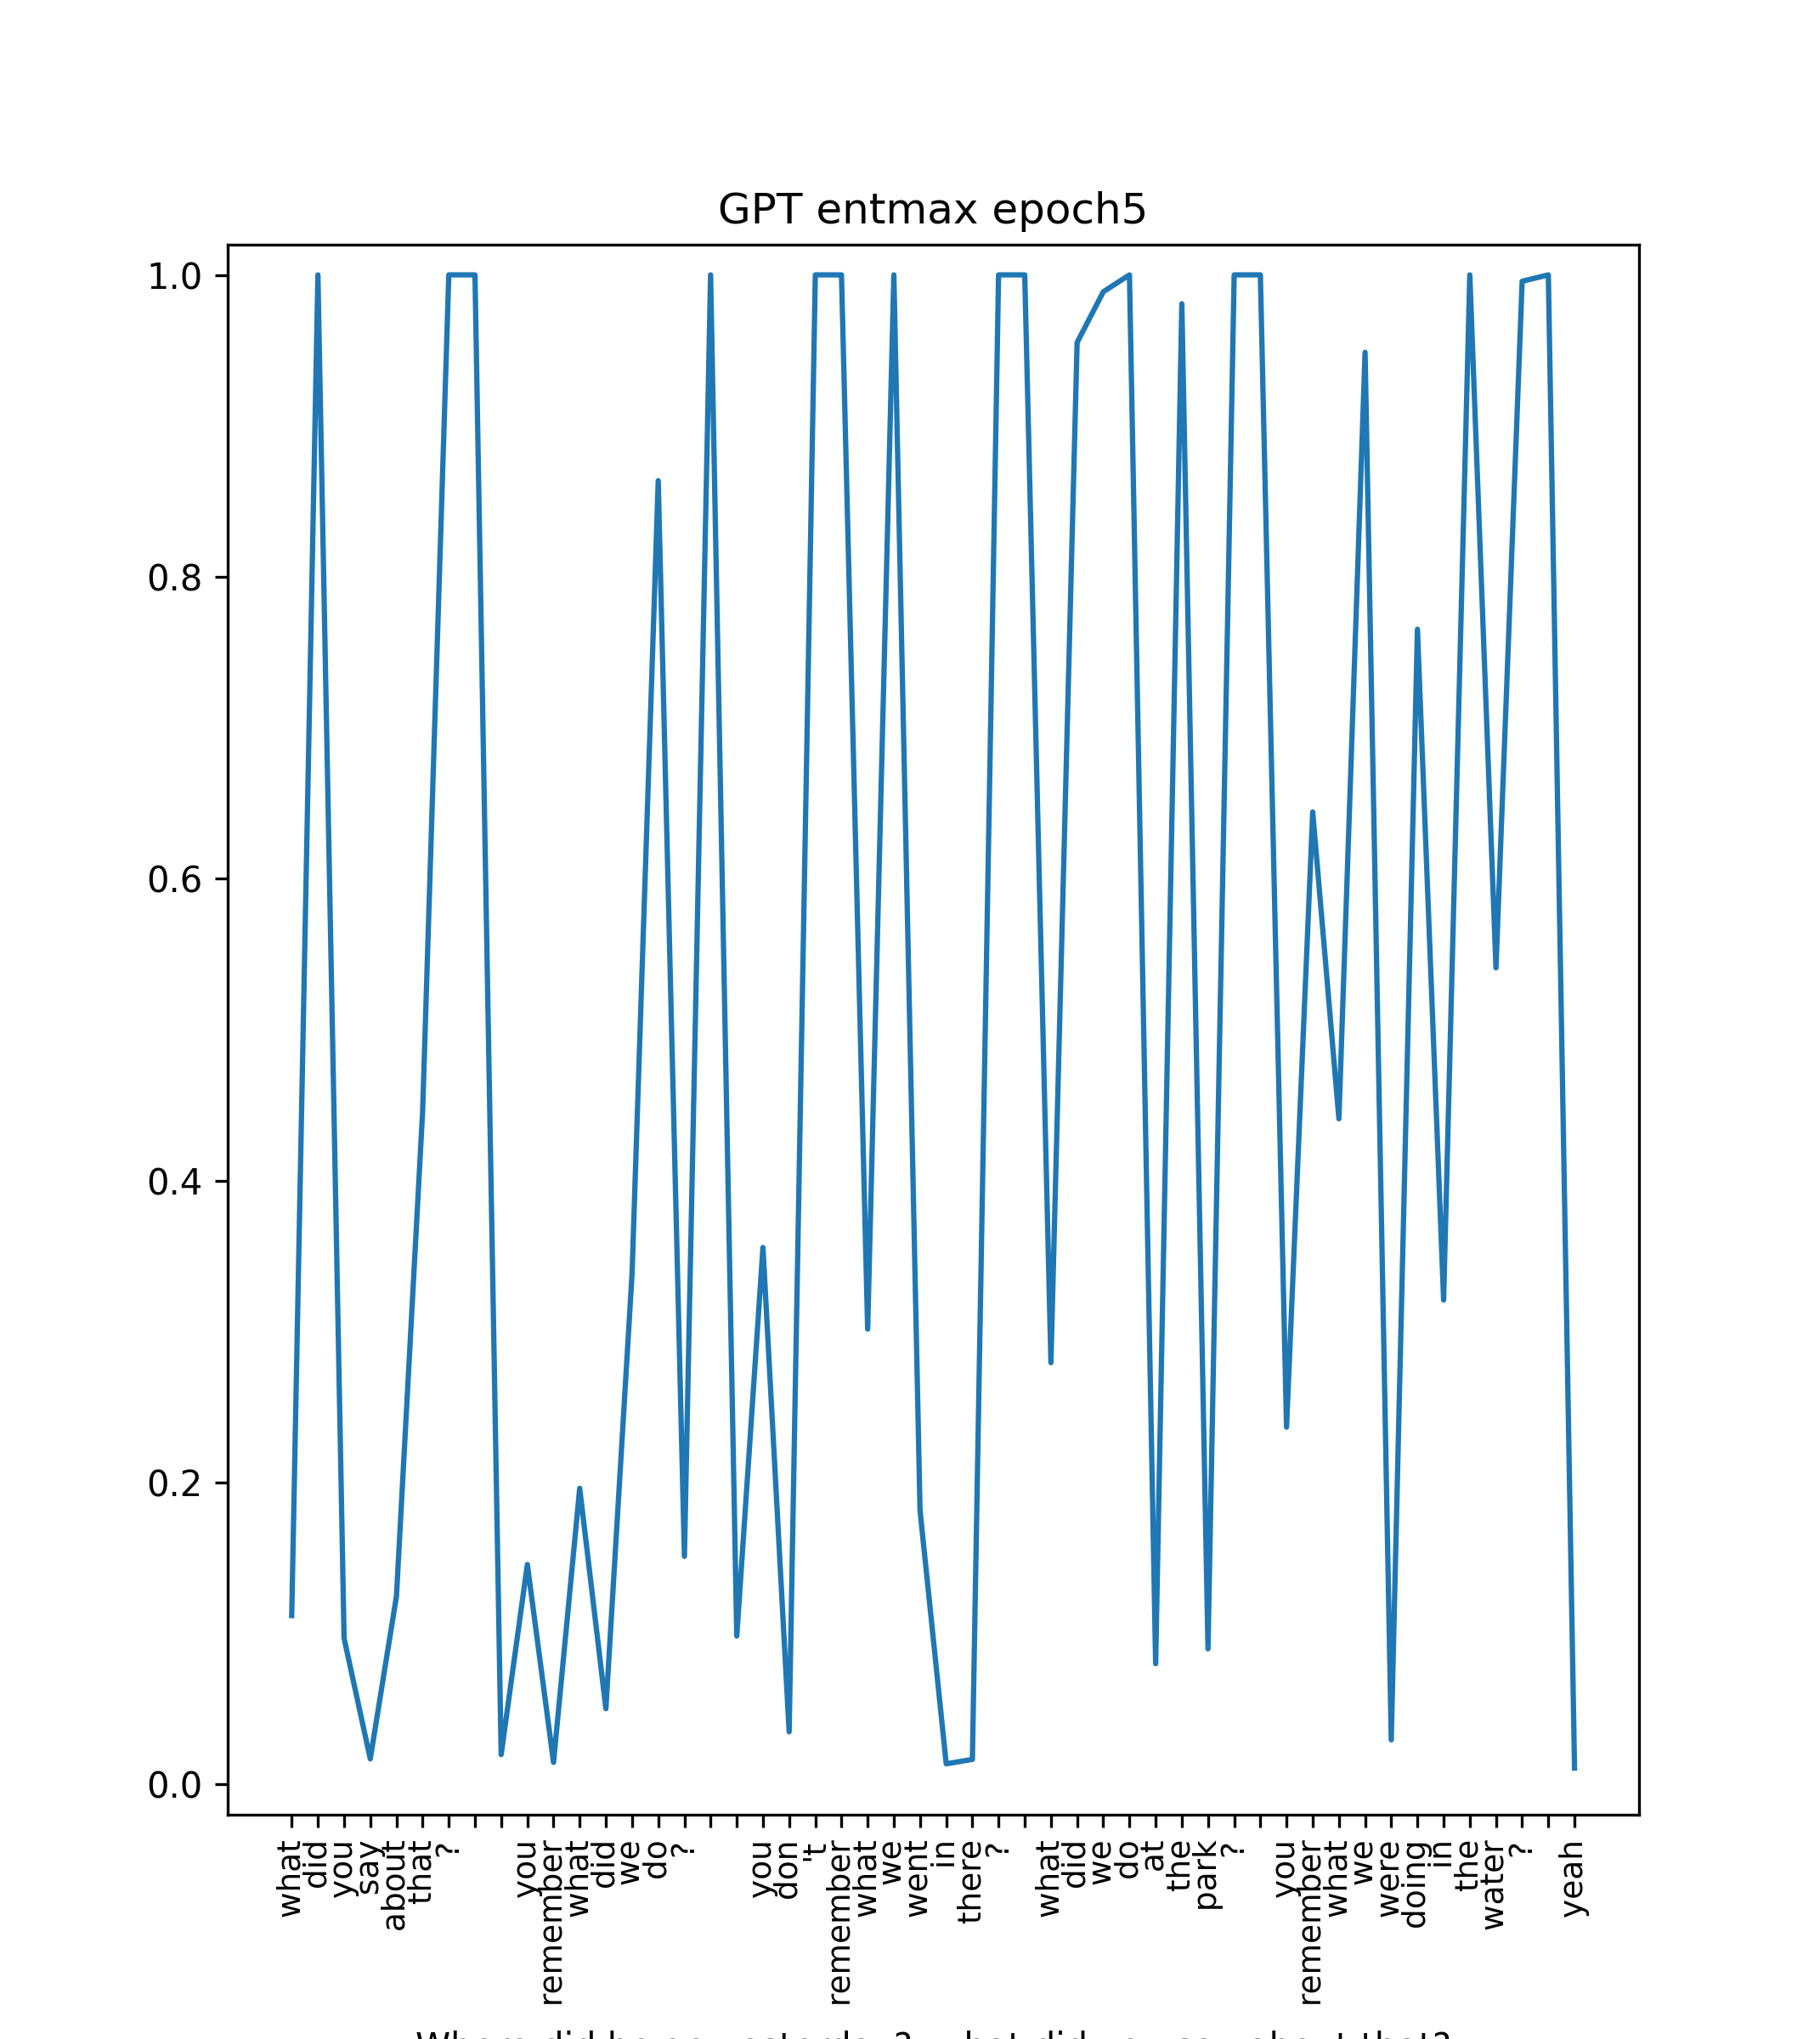 GPT entmax epoch5
1.0
0.8
0.6
0.4
0.2
0.0
what
did
you
say
about
that
?
you
remember
what
did
we
do
?
you
don
't
remember
what
we
went
in
there
?
what
did
we
do
at
the
park
?
you
remember
what
we
were
doing
in
the
water
?
yeah